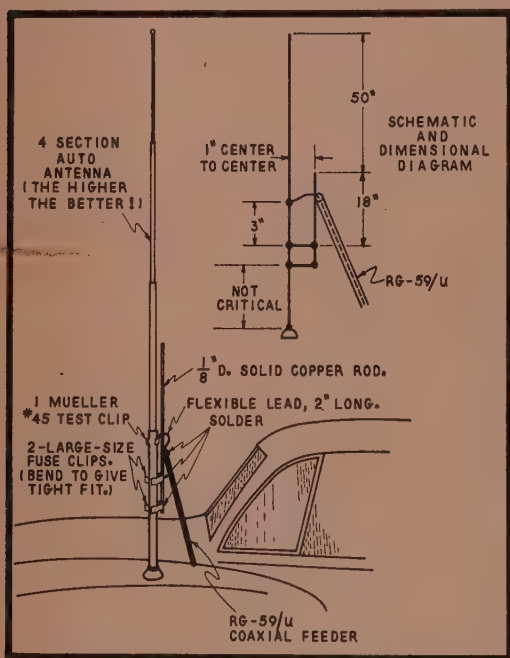 4 SECTION
AUTO
ANTENNA
(THE HIGHER
THE BETTER!)
1" CENTER
TO CENTER
50"
SCHEMATIC
AND
DIMENSIONAL
DIAGRAM
3"
18"
NOT
CRITICAL
RG-59/U
1/8" D. SOLID COPPER ROD.
1 MUELLER
#45 TEST CLIP
FLEXIBLE LEAD, 2" LONG.
SOLDER
2-LARGE-SIZE
FUSE CLIPS.
(BEND TO GIVE
TIGHT FIT.)
RG-59/U
COAXIAL FEEDER